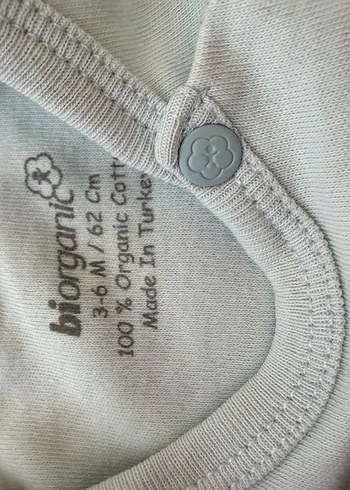 biorganic
3-6 M / 62 Cm
100 % Organic Cott
Made In Turke